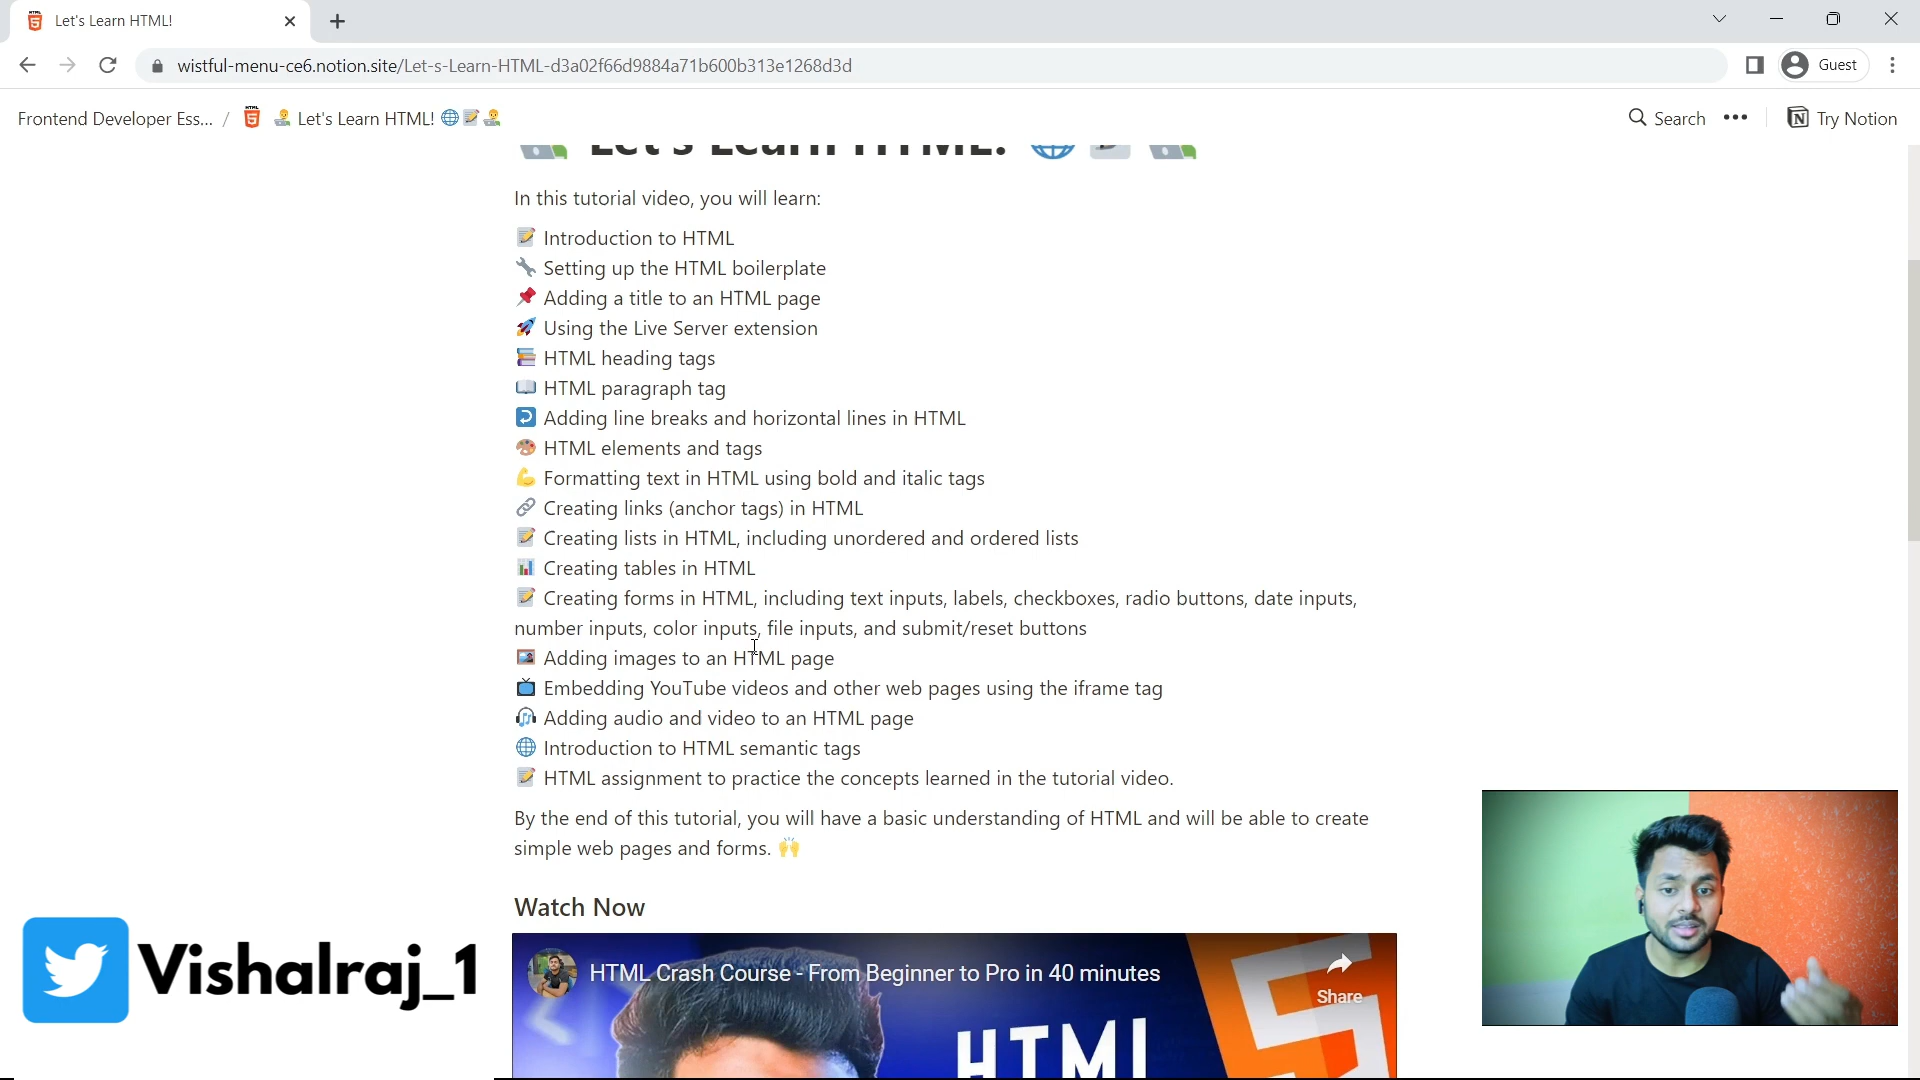 Let's Learn HTML!
wistful-menu-ce6.notion.site/Let-s-Learn-HTML-d3a02f66d9884a71b600b313e1268d3d
Guest
Frontend Developer Ess... / Let's Learn HTML!
Search
Try Notion
Let's Learn HTML!
In this tutorial video, you will learn:
Introduction to HTML
Setting up the HTML boilerplate
Adding a title to an HTML page
Using the Live Server extension
HTML heading tags
HTML paragraph tag
Adding line breaks and horizontal lines in HTML
HTML elements and tags
Formatting text in HTML using bold and italic tags
Creating links (anchor tags) in HTML
Creating lists in HTML, including unordered and ordered lists
Creating tables in HTML
Creating forms in HTML, including text inputs, labels, checkboxes, radio buttons, date inputs,
number inputs, color inputs, file inputs, and submit/reset buttons
Adding images to an HTML page
Embedding YouTube videos and other web pages using the iframe tag
Adding audio and video to an HTML page
Introduction to HTML semantic tags
HTML assignment to practice the concepts learned in the tutorial video.
By the end of this tutorial, you will have a basic understanding of HTML and will be able to create
simple web pages and forms.
Watch Now
HTML Crash Course - From Beginner to Pro in 40 minutes
Share
HTML
Vishalraj_1